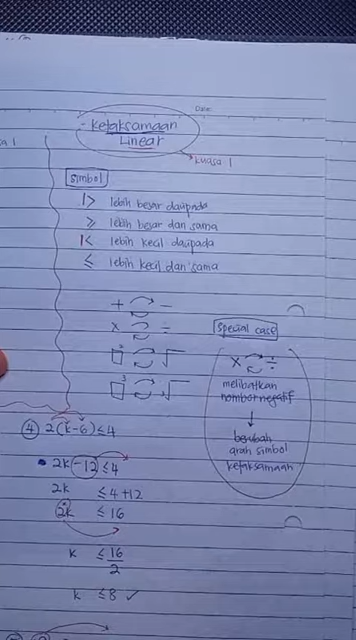 Date:
- Ketaksamaan
Linear
kuasa 1
simbol
> lebih besar daripada
≥ lebih besar dan sama
< lebih kecil daripada
≤ lebih kecil dan sama
+ -
× ÷
□² √
□³ ∛
special case
× ÷
melibatkan
nombor negatif
↓
berubah
arah simbol
ketaksamaan
④ 2(k-6) ≤ 4
2k -12 ≤ 4
2k ≤ 4+12
2k ≤ 16
k ≤ 16/2
k ≤ 8 ✓